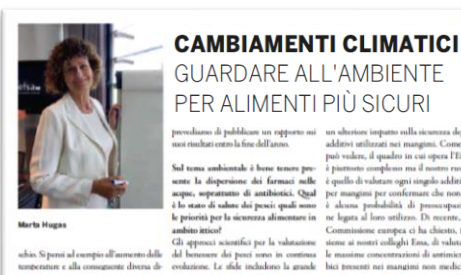 CAMBIAMENTI CLIMATICI
GUARDARE ALL'AMBIENTE
PER ALIMENTI PIÙ SICURI
Marta Hugas
schio. Si pensi ad esempio all'aumento delle
temperature e alla conseguente diversa di-
prevediamo di pubblicare un rapporto sui
suoi risultati entro la fine dell'anno.
Sul tema ambientale è bene tenere pre-
sente la dispersione dei farmaci nelle
acque, soprattutto di antibiotici. Qual
è lo stato di salute dei pesci: quali sono
le priorità per la sicurezza alimentare in
ambito ittico?
Gli approcci scientifici per la valutazione
del benessere dei pesci sono in continua
evoluzione. Le sfide includono la grande
un ulteriore impatto sulla sicurezza de
additivi utilizzati nei mangimi. Come
può vedere, il quadro in cui opera l'E
è piuttosto complesso ma il nostro ruo
è quello di valutare ogni singolo additi
per mangimi per confermare che non
è alcuna probabilità di preoccupaz
ne legata al loro utilizzo. Di recente,
Commissione europea ci ha chiesto, i
sieme ai nostri colleghi Ema, di valuta
le massime concentrazioni di antimic
bici presenti nei mangimi non medic